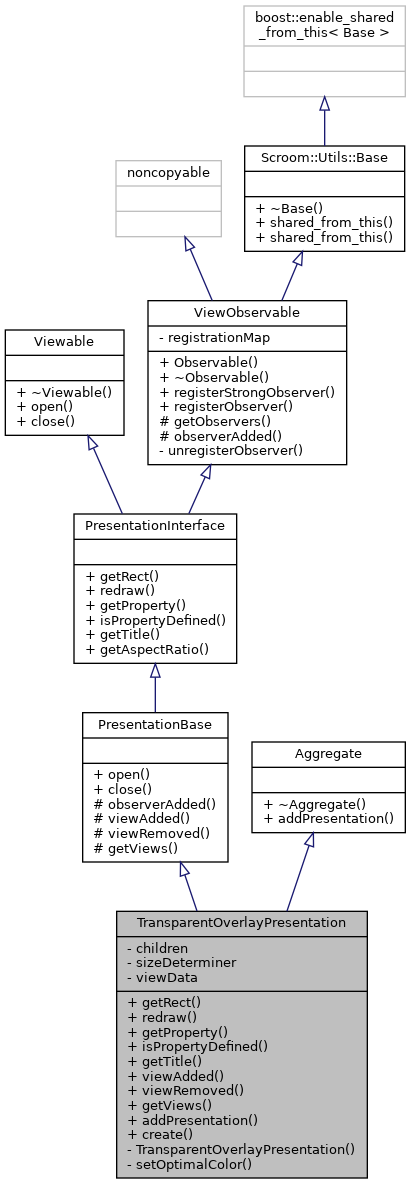 boost::enable_shared
_from_this< Base >
Scroom::Utils::Base
+ ~Base()
+ shared_from_this()
+ shared_from_this()
noncopyable
ViewObservable
- registrationMap
+ Observable()
+ ~Observable()
+ registerStrongObserver()
+ registerObserver()
# getObservers()
# observerAdded()
- unregisterObserver()
Viewable
+ ~Viewable()
+ open()
+ close()
PresentationInterface
+ getRect()
+ redraw()
+ getProperty()
+ isPropertyDefined()
+ getTitle()
+ getAspectRatio()
PresentationBase
+ open()
+ close()
# observerAdded()
# viewAdded()
# viewRemoved()
# getViews()
Aggregate
+ ~Aggregate()
+ addPresentation()
TransparentOverlayPresentation
- children
- sizeDeterminer
- viewData
+ getRect()
+ redraw()
+ getProperty()
+ isPropertyDefined()
+ getTitle()
+ viewAdded()
+ viewRemoved()
+ getViews()
+ addPresentation()
+ create()
- TransparentOverlayPresentation()
- setOptimalColor()